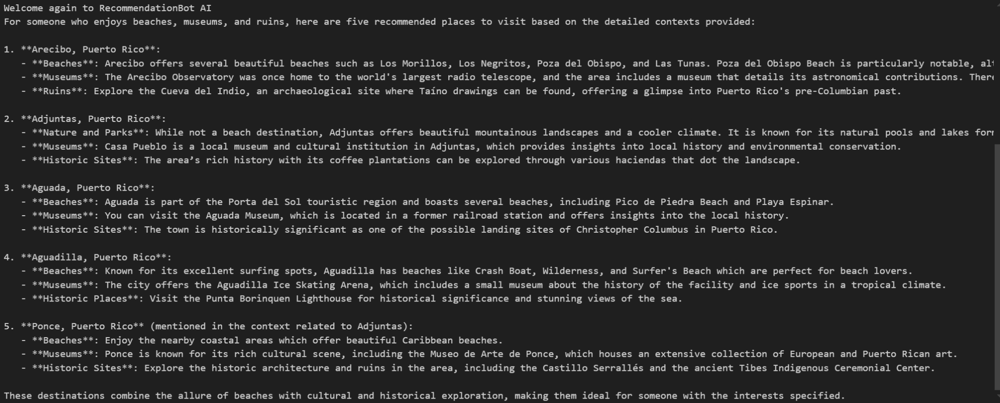 Welcome again to RecommendationBot AI
For someone who enjoys beaches, museums, and ruins, here are five recommended places to visit based on the detailed contexts provided:
1. **Arecibo, Puerto Rico**:
- **Beaches**: Arecibo offers several beautiful beaches such as Los Morillos, Los Negritos, Poza del Obispo, and Las Tunas. Poza del Obispo Beach is particularly notable,
- **Museums**: The Arecibo Observatory was once home to the world's largest radio telescope, and the area includes a museum that details its astronomical contributions. There
- **Ruins**: Explore the Cueva del Indio, an archaeological site where Taíno drawings can be found, offering a glimpse into Puerto Rico's pre-Columbian past.
2. **Adjuntas, Puerto Rico**:
- **Nature and Parks**: While not a beach destination, Adjuntas offers beautiful mountainous landscapes and a cooler climate. It is known for its natural pools and lakes
- **Museums**: Casa Pueblo is a local museum and cultural institution in Adjuntas, which provides insights into local history and environmental conservation.
- **Historic Sites**: The area’s rich history with its coffee plantations can be explored through various haciendas that dot the landscape.
3. **Aguada, Puerto Rico**:
- **Beaches**: Aguada is part of the Porta del Sol touristic region and boasts several beaches, including Pico de Piedra Beach and Playa Espinar.
- **Museums**: You can visit the Aguada Museum, which is located in a former railroad station and offers insights into the local history.
- **Historic Sites**: The town is historically significant as one of the possible landing sites of Christopher Columbus in Puerto Rico.
4. **Aguadilla, Puerto Rico**:
- **Beaches**: Known for its excellent surfing spots, Aguadilla has beaches like Crash Boat, Wilderness, and Surfer's Beach which are perfect for beach lovers.
- **Museums**: The city offers the Aguadilla Ice Skating Arena, which includes a small museum about the history of the facility and ice sports in a tropical climate.
- **Historic Places**: Visit the Punta Borinquen Lighthouse for historical significance and stunning views of the sea.
5. **Ponce, Puerto Rico** (mentioned in the context related to Adjuntas):
- **Beaches**: Enjoy the nearby coastal areas which offer beautiful Caribbean beaches.
- **Museums**: Ponce is known for its rich cultural scene, including the Museo de Arte de Ponce, which houses an extensive collection of European and Puerto Rican art.
- **Historic Sites**: Explore the historic architecture and ruins in the area, including the Castillo Serrallés and the ancient Tibes Indigenous Ceremonial Center.
These destinations combine the allure of beaches with cultural and historical exploration, making them ideal for someone with the interests specified.